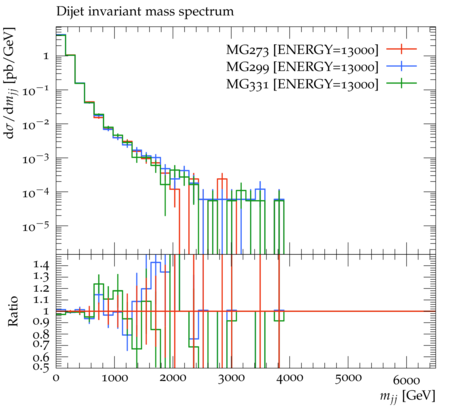 Dijet invariant mass spectrum
dσ/dm_jj [pb/GeV]
MG273 [ENERGY=13000]
MG299 [ENERGY=13000]
MG331 [ENERGY=13000]
1
10⁻¹
10⁻²
10⁻³
10⁻⁴
10⁻⁵
Ratio
1.4
1.3
1.2
1.1
1
0.9
0.8
0.7
0.6
0.5
0 1000 2000 3000 4000 5000 6000
m_jj [GeV]